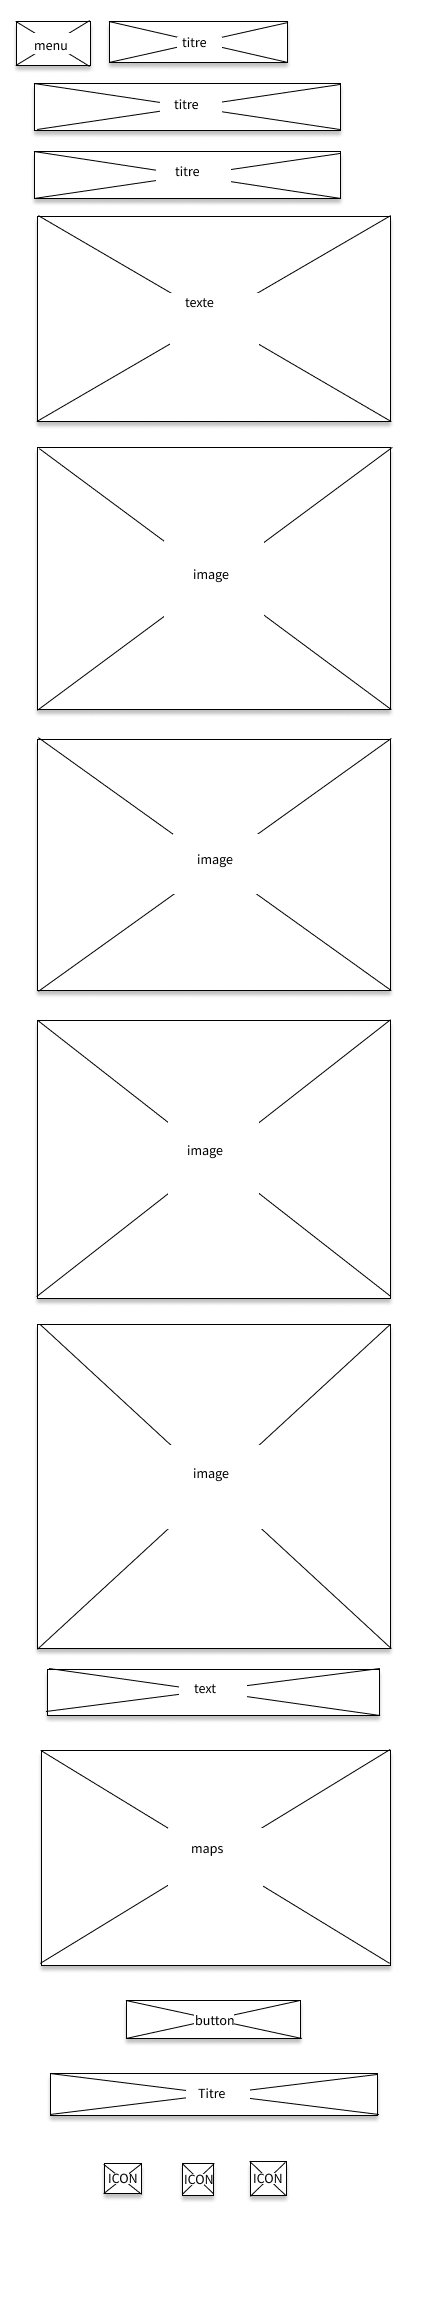 menu
titre
titre
titre
texte
image
image
image
image
text
maps
button
Titre
ICON
ICON
ICON